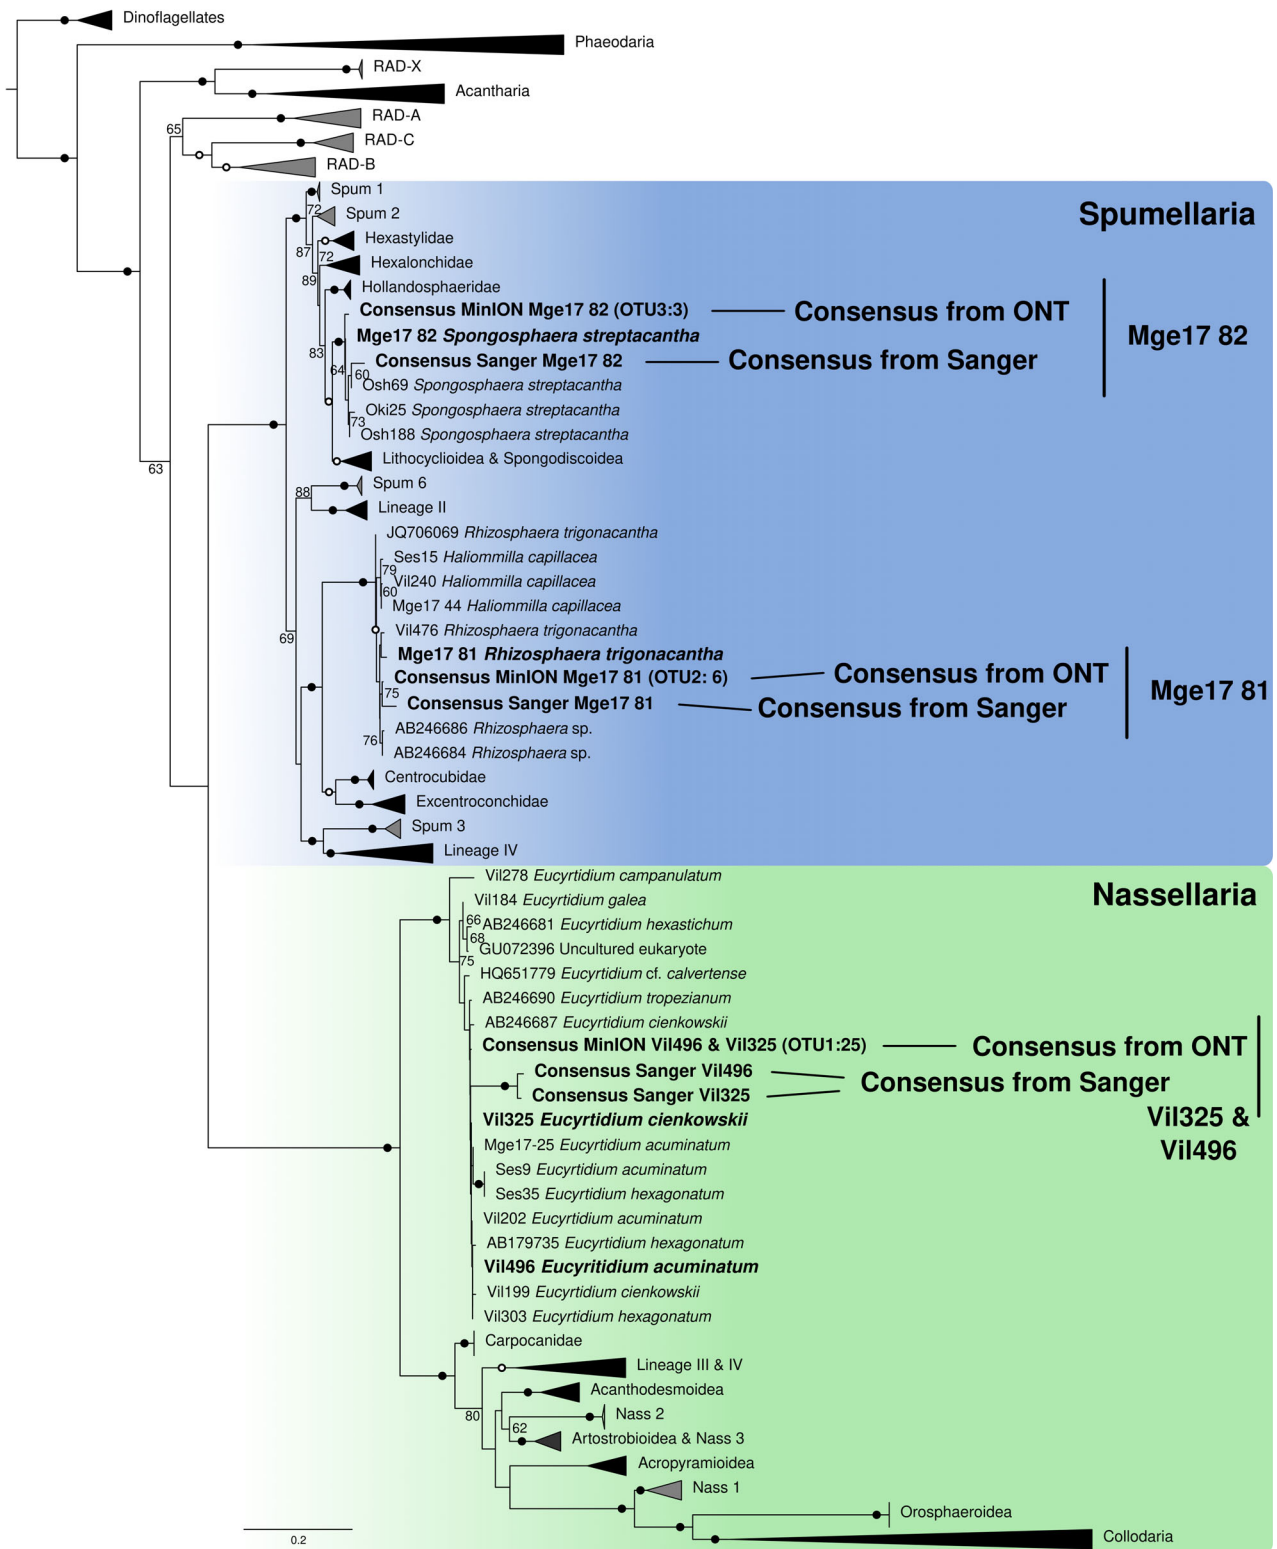 Dinoflagellates
Phaeodaria
RAD-X
Acantharia
RAD-A
65
RAD-C
RAD-B
Spum 1
72
Spum 2
Spumellaria
Hexastylidae
87
72
Hexalonchidae
89
Hollandosphaeridae
Consensus MinION Mge17 82 (OTU3:3)
Consensus from ONT
Mge17 82 Spongosphaera streptacantha
Mge17 82
83
Consensus Sanger Mge17 82
Consensus from Sanger
64
60
Osh69 Spongosphaera streptacantha
Oki25 Spongosphaera streptacantha
73
Osh188 Spongosphaera streptacantha
Lithocyclioidea & Spongodiscoidea
63
Spum 6
88
Lineage II
JQ706069 Rhizosphaera trigonacantha
Ses15 Haliommilla capillacea
79
Vil240 Haliommilla capillacea
60
Mge17 44 Haliommilla capillacea
Vil476 Rhizosphaera trigonacantha
69
Mge17 81 Rhizosphaera trigonacantha
Consensus MinION Mge17 81 (OTU2: 6)
Consensus from ONT
75
Mge17 81
Consensus Sanger Mge17 81
Consensus from Sanger
AB246686 Rhizosphaera sp.
76
AB246684 Rhizosphaera sp.
Centrocubidae
Excentroconchidae
Spum 3
Lineage IV
Vil278 Eucyrtidium campanulatum
Nassellaria
Vil184 Eucyrtidium galea
66
AB246681 Eucyrtidium hexastichum
68
GU072396 Uncultured eukaryote
75
HQ651779 Eucyrtidium cf. calvertense
AB246690 Eucyrtidium tropezianum
AB246687 Eucyrtidium cienkowskii
Consensus MinION Vil496 & Vil325 (OTU1:25)
Consensus from ONT
Consensus Sanger Vil496
Consensus from Sanger
Consensus Sanger Vil325
Vil325 &
Vil496
Vil325 Eucyrtidium cienkowskii
Mge17-25 Eucyrtidium acuminatum
Ses9 Eucyrtidium acuminatum
Ses35 Eucyrtidium hexagonatum
Vil202 Eucyrtidium acuminatum
AB179735 Eucyrtidium hexagonatum
Vil496 Eucyritidium acuminatum
Vil199 Eucyrtidium cienkowskii
Vil303 Eucyrtidium hexagonatum
Carpocanidae
Lineage III & IV
Acanthodesmoidea
80
Nass 2
62
Artostrobioidea & Nass 3
Acropyramioidea
Nass 1
Orosphaeroidea
Collodaria
0.2